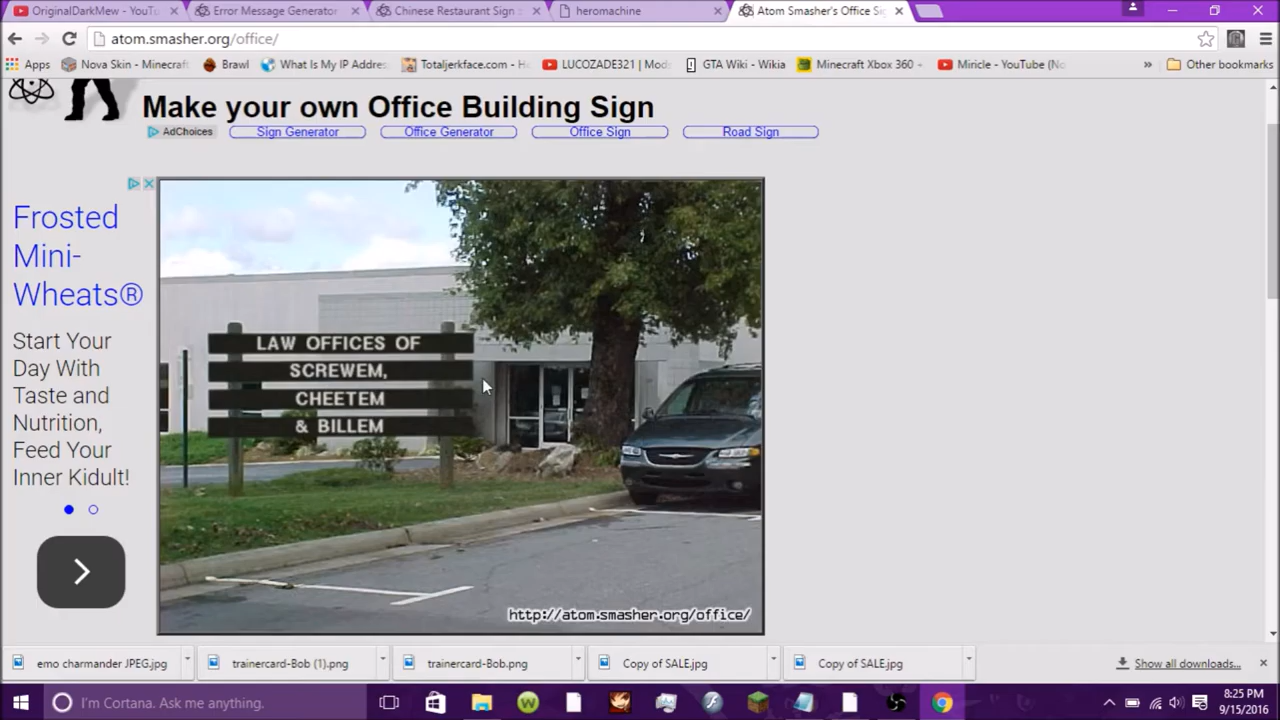 OriginalDarkMew - YouTu
Error Message Generator
Chinese Restaurant Sign
heromachine
Atom Smasher's Office Si
atom.smasher.org/office/
Apps
Nova Skin - Minecraft
Brawl
What Is My IP Addres
Totaljerkface.com - H
LUCOZADE321 | Mod
GTA Wiki - Wikia
Minecraft Xbox 360
Miricle - YouTube (No
»
Other bookmarks
Make your own Office Building Sign
AdChoices
Sign Generator
Office Generator
Office Sign
Road Sign
Frosted
Mini-
Wheats®
Start Your
Day With
Taste and
Nutrition,
Feed Your
Inner Kidult!
LAW OFFICES OF
SCREWEM,
CHEETEM
& BILLEM
http://atom.smasher.org/office/
emo charmander JPEG.jpg
trainercard-Bob (1).png
trainercard-Bob.png
Copy of SALE.jpg
Copy of SALE.jpg
Show all downloads...
I'm Cortana. Ask me anything.
8:25 PM
9/15/2016